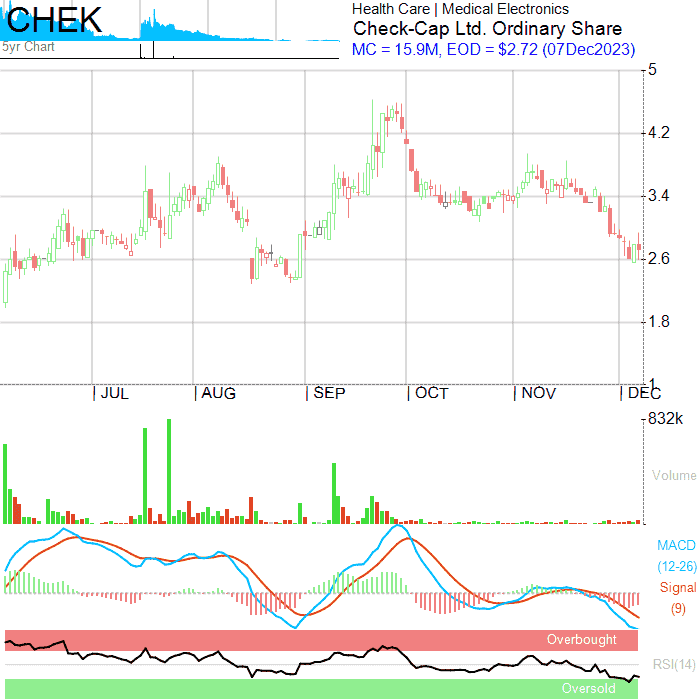 CHEK
5yr Chart
Health Care | Medical Electronics
Check-Cap Ltd. Ordinary Share
MC = 15.9M, EOD = $2.72 (07Dec2023)
5
4.2
3.4
2.6
1.8
1
JUL AUG SEP OCT NOV DEC
832k
Volume
MACD
(12-26)
Signal
(9)
Overbought
RSI(14)
Oversold